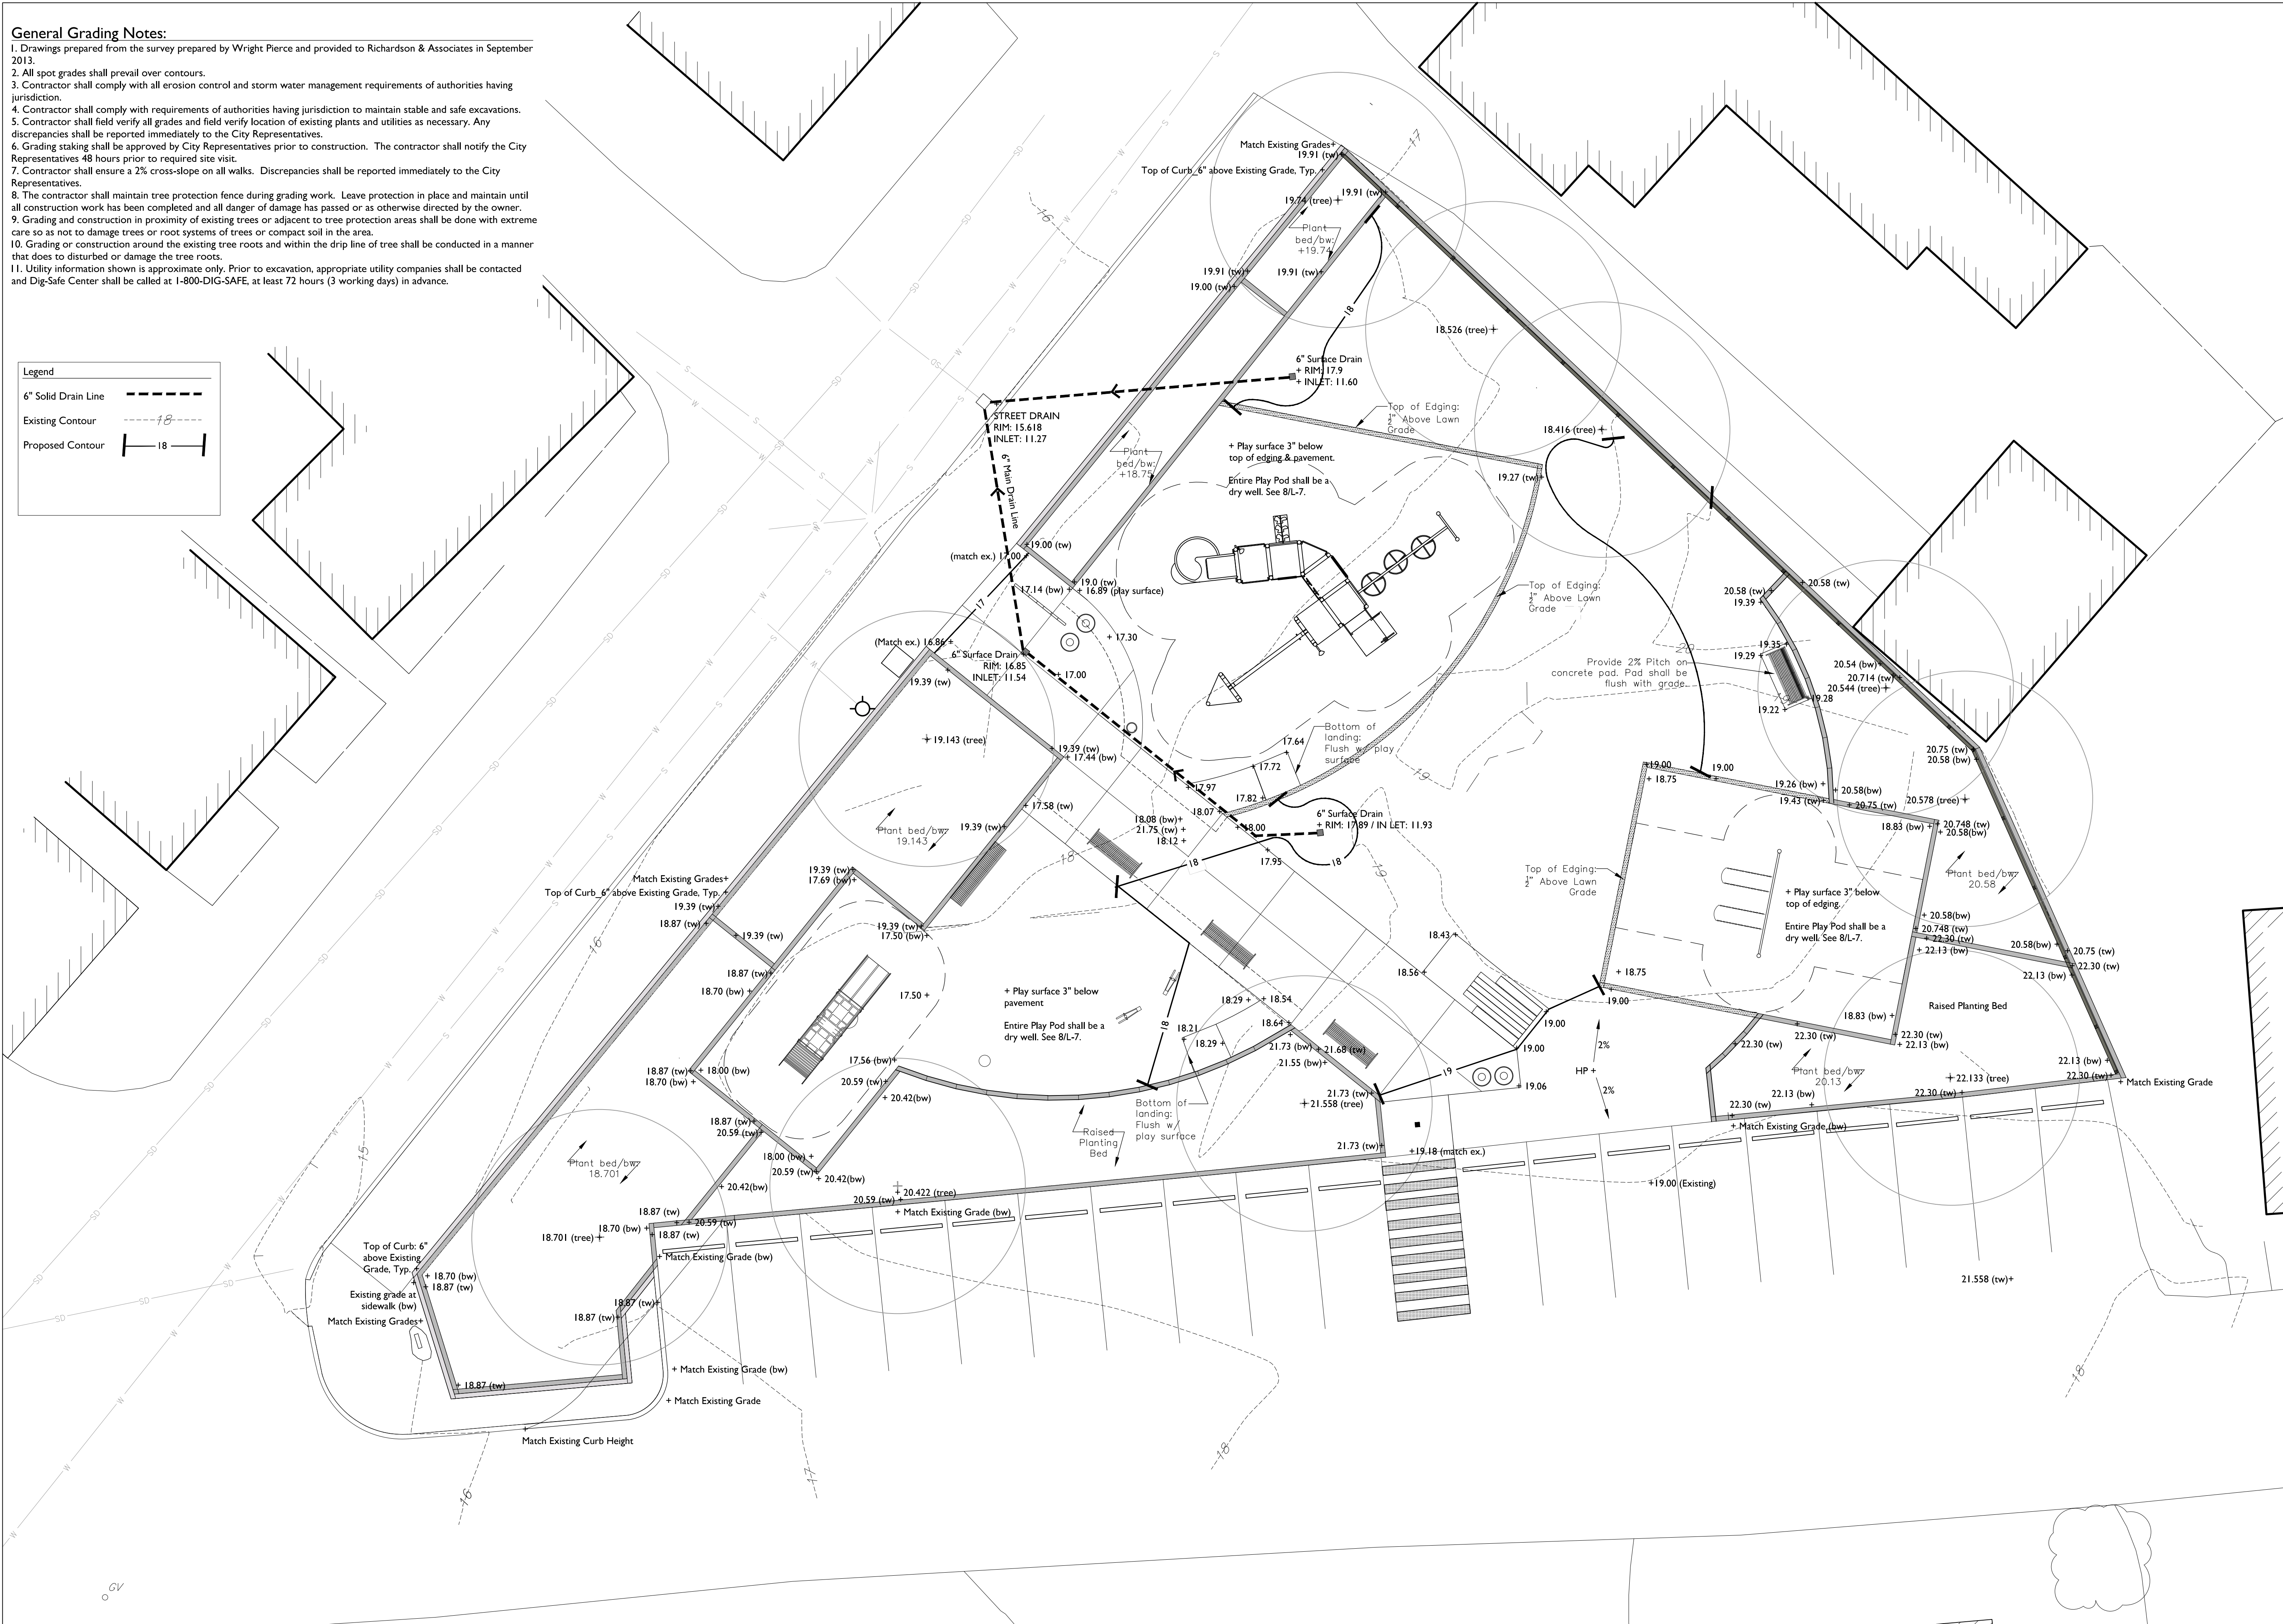 General Grading Notes:
1. Drawings prepared from the survey prepared by Wright Pierce and provided to Richardson & Associates in September
2013.
2. All spot grades shall prevail over contours.
3. Contractor shall comply with all erosion control and storm water management requirements of authorities having
jurisdiction.
4. Contractor shall comply with requirements of authorities having jurisdiction to maintain stable and safe excavations.
5. Contractor shall field verify all grades and field verify location of existing plants and utilities as necessary. Any
discrepancies shall be reported immediately to the City Representatives.
6. Grading staking shall be approved by City Representatives prior to construction. The contractor shall notify the City
Representatives 48 hours prior to required site visit.
7. Contractor shall ensure a 2% cross-slope on all walks. Discrepancies shall be reported immediately to the City
Representatives.
8. The contractor shall maintain tree protection fence during grading work. Leave protection in place and maintain until
all construction work has been completed and all danger of damage has passed or as otherwise directed by the owner.
9. Grading and construction in proximity of existing trees or adjacent to tree protection areas shall be done with extreme
care so as not to damage trees or root systems of trees or compact soil in the area.
10. Grading or construction around the existing tree roots and within the drip line of tree shall be conducted in a manner
that does to disturbed or damage the tree roots.
11. Utility information shown is approximate only. Prior to excavation, appropriate utility companies shall be contacted
and Dig-Safe Center shall be called at 1-800-DIG-SAFE, at least 72 hours (3 working days) in advance.
Legend
6" Solid Drain Line
Existing Contour 18
Proposed Contour 18
Match Existing Grades+
19.91 (tw)
Top of Curb_6" above Existing Grade, Typ.
17
16
19.74 (tree)
19.91 (tw)
Plant
bed/bw:
+19.74
19.91 (tw)
19.91 (tw)
19.00 (tw)
18
18.526 (tree)
6" Surface Drain
+ RIM: 17.9
+ INLET: 11.60
STREET DRAIN
RIM: 15.618
INLET: 11.27
6" Main Drain Line
Top of Edging:
½" Above Lawn
Grade
18.416 (tree)
Plant
bed/bw:
+18.75
+ Play surface 3" below
top of edging & pavement.
Entire Play Pod shall be a
dry well. See 8/L-7.
19.27 (tw)
+19.00 (tw)
(match ex.) 17.00
19.0 (tw)
17.14 (bw) +
+ 16.89 (play surface)
17
+ 17.30
Top of Edging:
½" Above Lawn
Grade
20.58 (tw)
20.58 (tw)
19.39
(Match ex.) 16.86
6" Surface Drain
RIM: 16.85
INLET: 11.54
19.39 (tw)
+ 17.00
19.35
19.29
20
Provide 2% Pitch on
concrete pad. Pad shall be
flush with grade.
20.54 (bw)
20.714 (tw)
20.544 (tree)
19.28
19.22
19.143 (tree)
19.39 (tw)
+ 17.44 (bw)
Bottom of
landing:
Flush w/ play
surface
17.64
17.72
19
20.75 (tw)
20.58 (bw)
+19.00
19.00
+ 18.75
17.97
17.82
18.07
19.26 (bw)
+20.58(bw)
19.43 (tw)
+ 20.75 (tw)
20.578 (tree)
+ 17.58 (tw)
18.08 (bw)+
21.75 (tw) +
18.12 +
18.00
6" Surface Drain
+ RIM: 17.89 / IN LET: 11.93
17.95
18
18
18
19
18.83 (bw) +
20.748 (tw)
20.58(bw)
Plant bed/bw:
19.143
19.39 (tw)
Top of Edging:
½" Above Lawn
Grade
Plant bed/bw:
20.58
Match Existing Grades+
Top of Curb_6" above Existing Grade, Typ.
19.39 (tw)
17.69 (bw)
19.39 (tw)
18.87 (tw)
+ 19.39 (tw)
19.39 (tw)
17.50 (bw)
+ Play surface 3" below
top of edging.
Entire Play Pod shall be a
dry well. See 8/L-7.
+ 20.58(bw)
+ 20.748 (tw)
+ 22.30 (tw)
+ 22.13 (bw)
20.58(bw)
+ 20.75 (tw)
22.30 (tw)
22.13 (bw)
16
18.43
18.56
18.87 (tw)
18.70 (bw)
17.50 +
+ Play surface 3" below
pavement
Entire Play Pod shall be a
dry well. See 8/L-7.
18.29 +
+ 18.54
18.21
18.29 +
18.64
18
+ 18.75
19.00
Raised Planting Bed
18.83 (bw) +
19.00
22.30 (tw)
22.30 (tw)
+ 22.13 (bw)
+ 22.30 (tw)
17.56 (bw)
21.73 (bw)
+ 21.68 (tw)
21.55 (bw)
19.00
2%
HP +
2%
18.87 (tw)
+ 18.00 (bw)
18.70 (bw) +
20.59 (tw)
+ 20.42(bw)
19
19.06
Plant bed/bw:
20.13
22.133 (tree)
22.13 (bw) +
22.30 (tw)
+ Match Existing Grade
Bottom of
landing:
Flush w/
play surface
21.73 (tw)
21.558 (tree)
22.13 (bw)
22.30 (tw)
22.30 (tw)
+ Match Existing Grade (bw)
18.87 (tw)
20.59 (tw)
Raised
Planting
Bed
15
Plant bed/bw:
18.701
18.00 (bw) +
20.59 (tw)
+ 20.42(bw)
21.73 (tw)
+19.18 (match ex.)
+ 20.42(bw)
+ 20.422 (tree)
20.59 (tw)
+ Match Existing Grade (bw)
+19.00 (Existing)
18.87 (tw)
18.70 (bw)
+ 20.59 (tw)
+ 18.87 (tw)
18.701 (tree)
+ Match Existing Grade (bw)
Top of Curb: 6"
above Existing
Grade, Typ.
+ 18.70 (bw)
+ 18.87 (tw)
Existing grade at
sidewalk (bw)
Match Existing Grades+
18.87 (tw)
18.87 (tw)
21.558 (tw)+
+ Match Existing Grade (bw)
+ 18.87 (tw)
+ Match Existing Grade
Match Existing Curb Height
18
18
17
16
GV